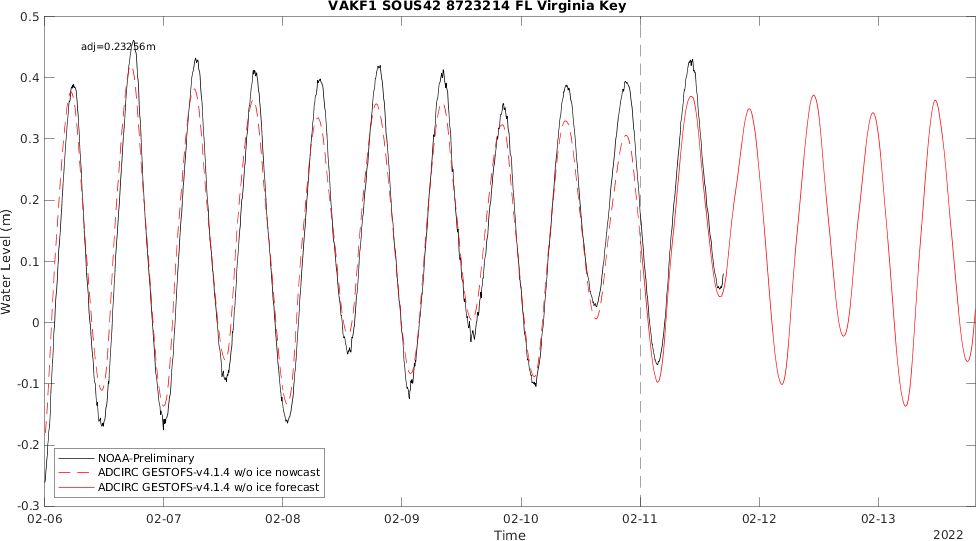 VAKF1 SOUS42 8723214 FL Virginia Key
adj=0.23256m
0.5
0.4
0.3
0.2
0.1
0
-0.1
-0.2
-0.3
Water Level (m)
NOAA-Preliminary
ADCIRC GESTOFS-v4.1.4 w/o ice nowcast
ADCIRC GESTOFS-v4.1.4 w/o ice forecast
02-06 02-07 02-08 02-09 02-10 02-11 02-12 02-13
Time
2022